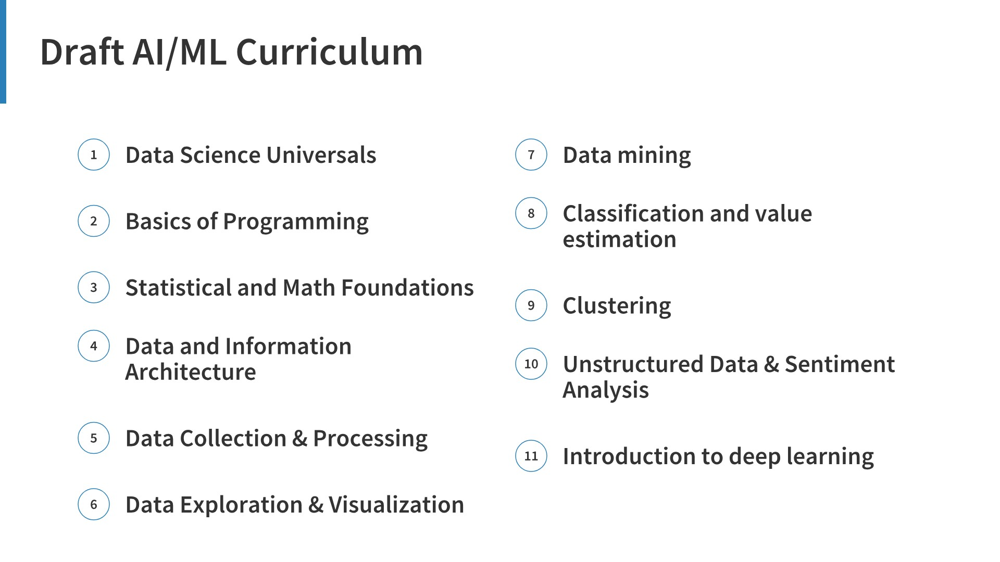 Draft AI/ML Curriculum
1 Data Science Universals
2 Basics of Programming
3 Statistical and Math Foundations
4 Data and Information
Architecture
5 Data Collection & Processing
6 Data Exploration & Visualization
7 Data mining
8 Classification and value
estimation
9 Clustering
10 Unstructured Data & Sentiment
Analysis
11 Introduction to deep learning